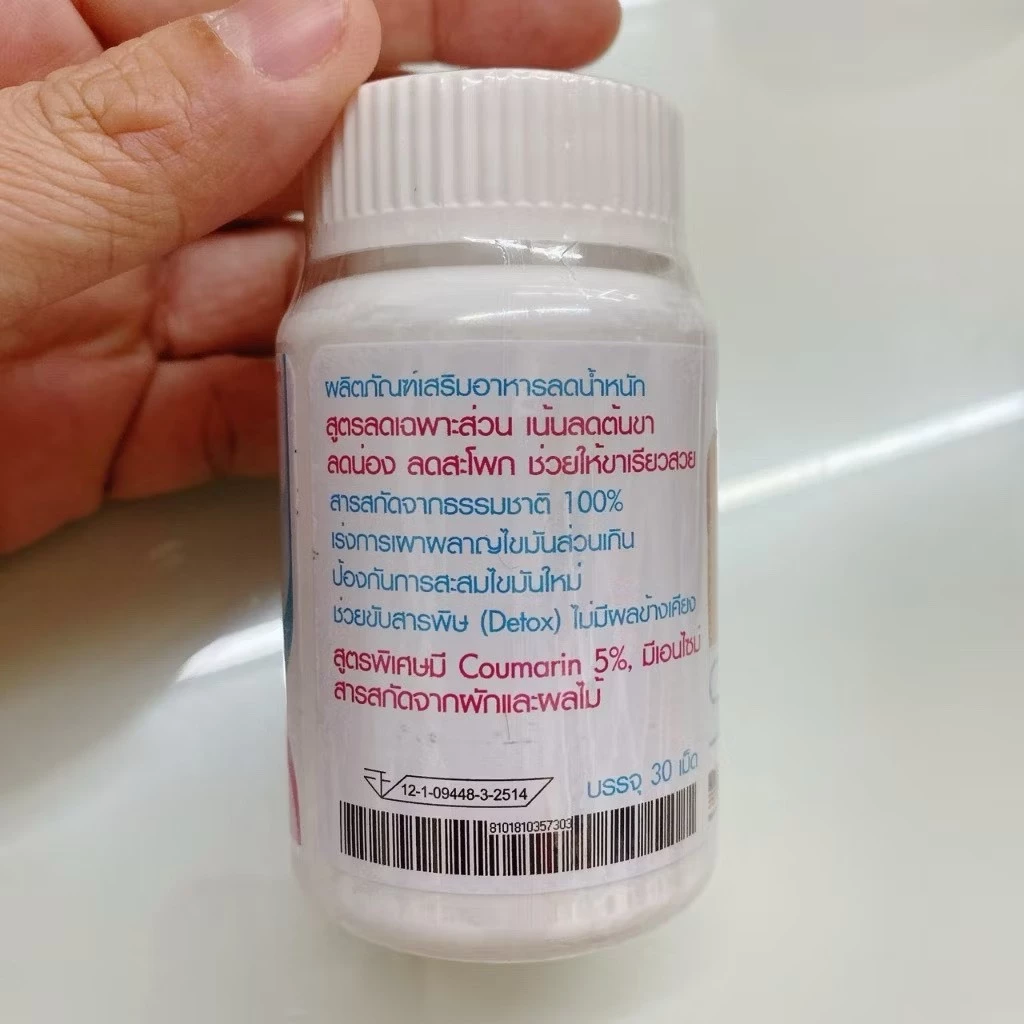 ผลิตภัณฑ์เสริมอาหารลดน้ำหนัก
สูตรลดเฉพาะส่วน เน้นลดต้นขา
ลดน่อง ลดสะโพก ช่วยให้ขาเรียวสวย
สารสกัดจากธรรมชาติ 100%
เร่งการเผาผลาญไขมันส่วนเกิน
ป้องกันการสะสมไขมันใหม่
ช่วยขับสารพิษ (Detox) ไม่มีผลข้างเคียง
สูตรพิเศษมี Coumarin 5%, มีเอนไซม์
สารสกัดจากผักและผลไม้
บรรจุ 30 เม็ด
12-1-09448-3-2514
8101810357303